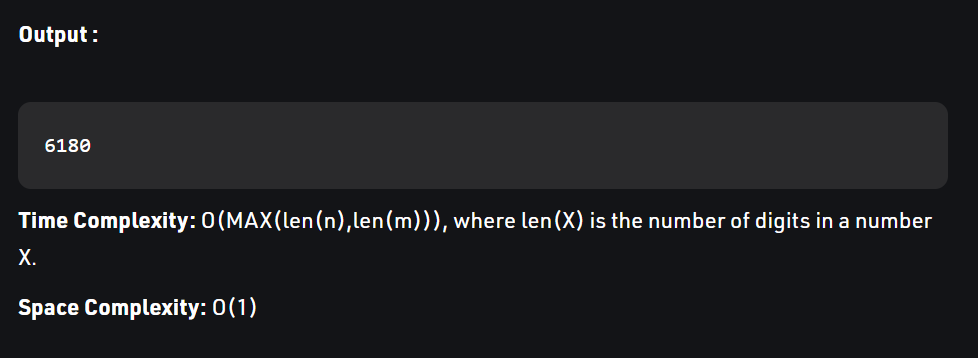 Output :
6180
Time Complexity: O(MAX(len(n),len(m))), where len(X) is the number of digits in a number
X.
Space Complexity: O(1)